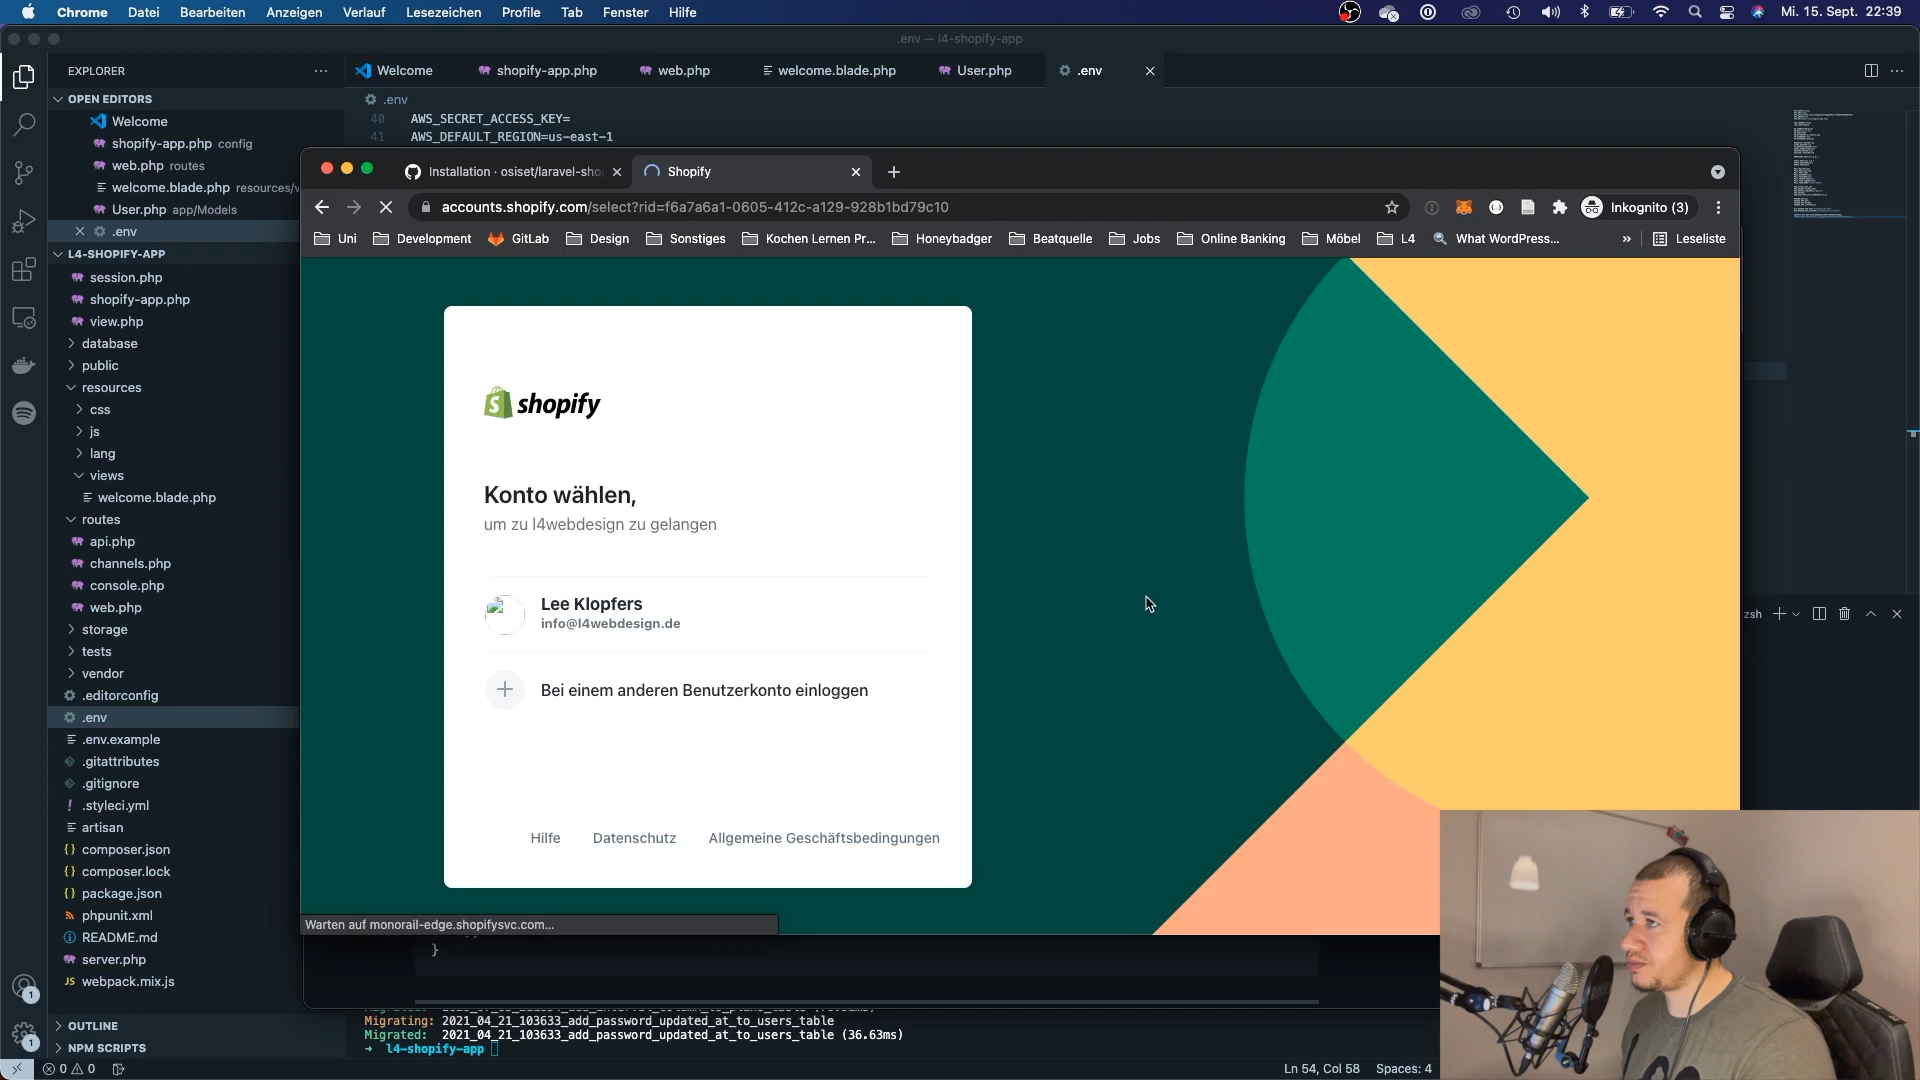 Chrome Datei Bearbeiten Anzeigen Verlauf Lesezeichen Profile Tab Fenster Hilfe
Mi. 15. Sept. 22:39
.env — l4-shopify-app
EXPLORER
Welcome shopify-app.php web.php welcome.blade.php User.php .env
OPEN EDITORS
.env
Welcome
40 AWS_SECRET_ACCESS_KEY=
shopify-app.php config
41 AWS_DEFAULT_REGION=us-east-1
web.php routes
welcome.blade.php resources/v
User.php app/Models
.env
L4-SHOPIFY-APP
session.php
shopify-app.php
view.php
database
public
resources
css
js
lang
views
welcome.blade.php
routes
api.php
channels.php
console.php
web.php
storage
tests
vendor
.editorconfig
.env
.env.example
.gitattributes
.gitignore
.styleci.yml
artisan
composer.json
composer.lock
package.json
phpunit.xml
README.md
server.php
JS webpack.mix.js
OUTLINE
NPM SCRIPTS
Installation · osiset/laravel-sho
Shopify
accounts.shopify.com/select?rid=f6a7a6a1-0605-412c-a129-928b1bd79c10
Inkognito (3)
Uni Development GitLab Design Sonstiges Kochen Lernen Pr... Honeybadger Beatquelle Jobs Online Banking Möbel L4 What WordPress... » Leseliste
shopify
Konto wählen,
um zu l4webdesign zu gelangen
Lee Klopfers
info@l4webdesign.de
Bei einem anderen Benutzerkonto einloggen
Hilfe Datenschutz Allgemeine Geschäftsbedingungen
Warten auf monorail-edge.shopifysvc.com...
zsh
}
Migrating: 2021_04_21_103633_add_password_updated_at_to_users_table
Migrated: 2021_04_21_103633_add_password_updated_at_to_users_table (36.63ms)
→ l4-shopify-app
1
1
0 0
Ln 54, Col 58 Spaces: 4